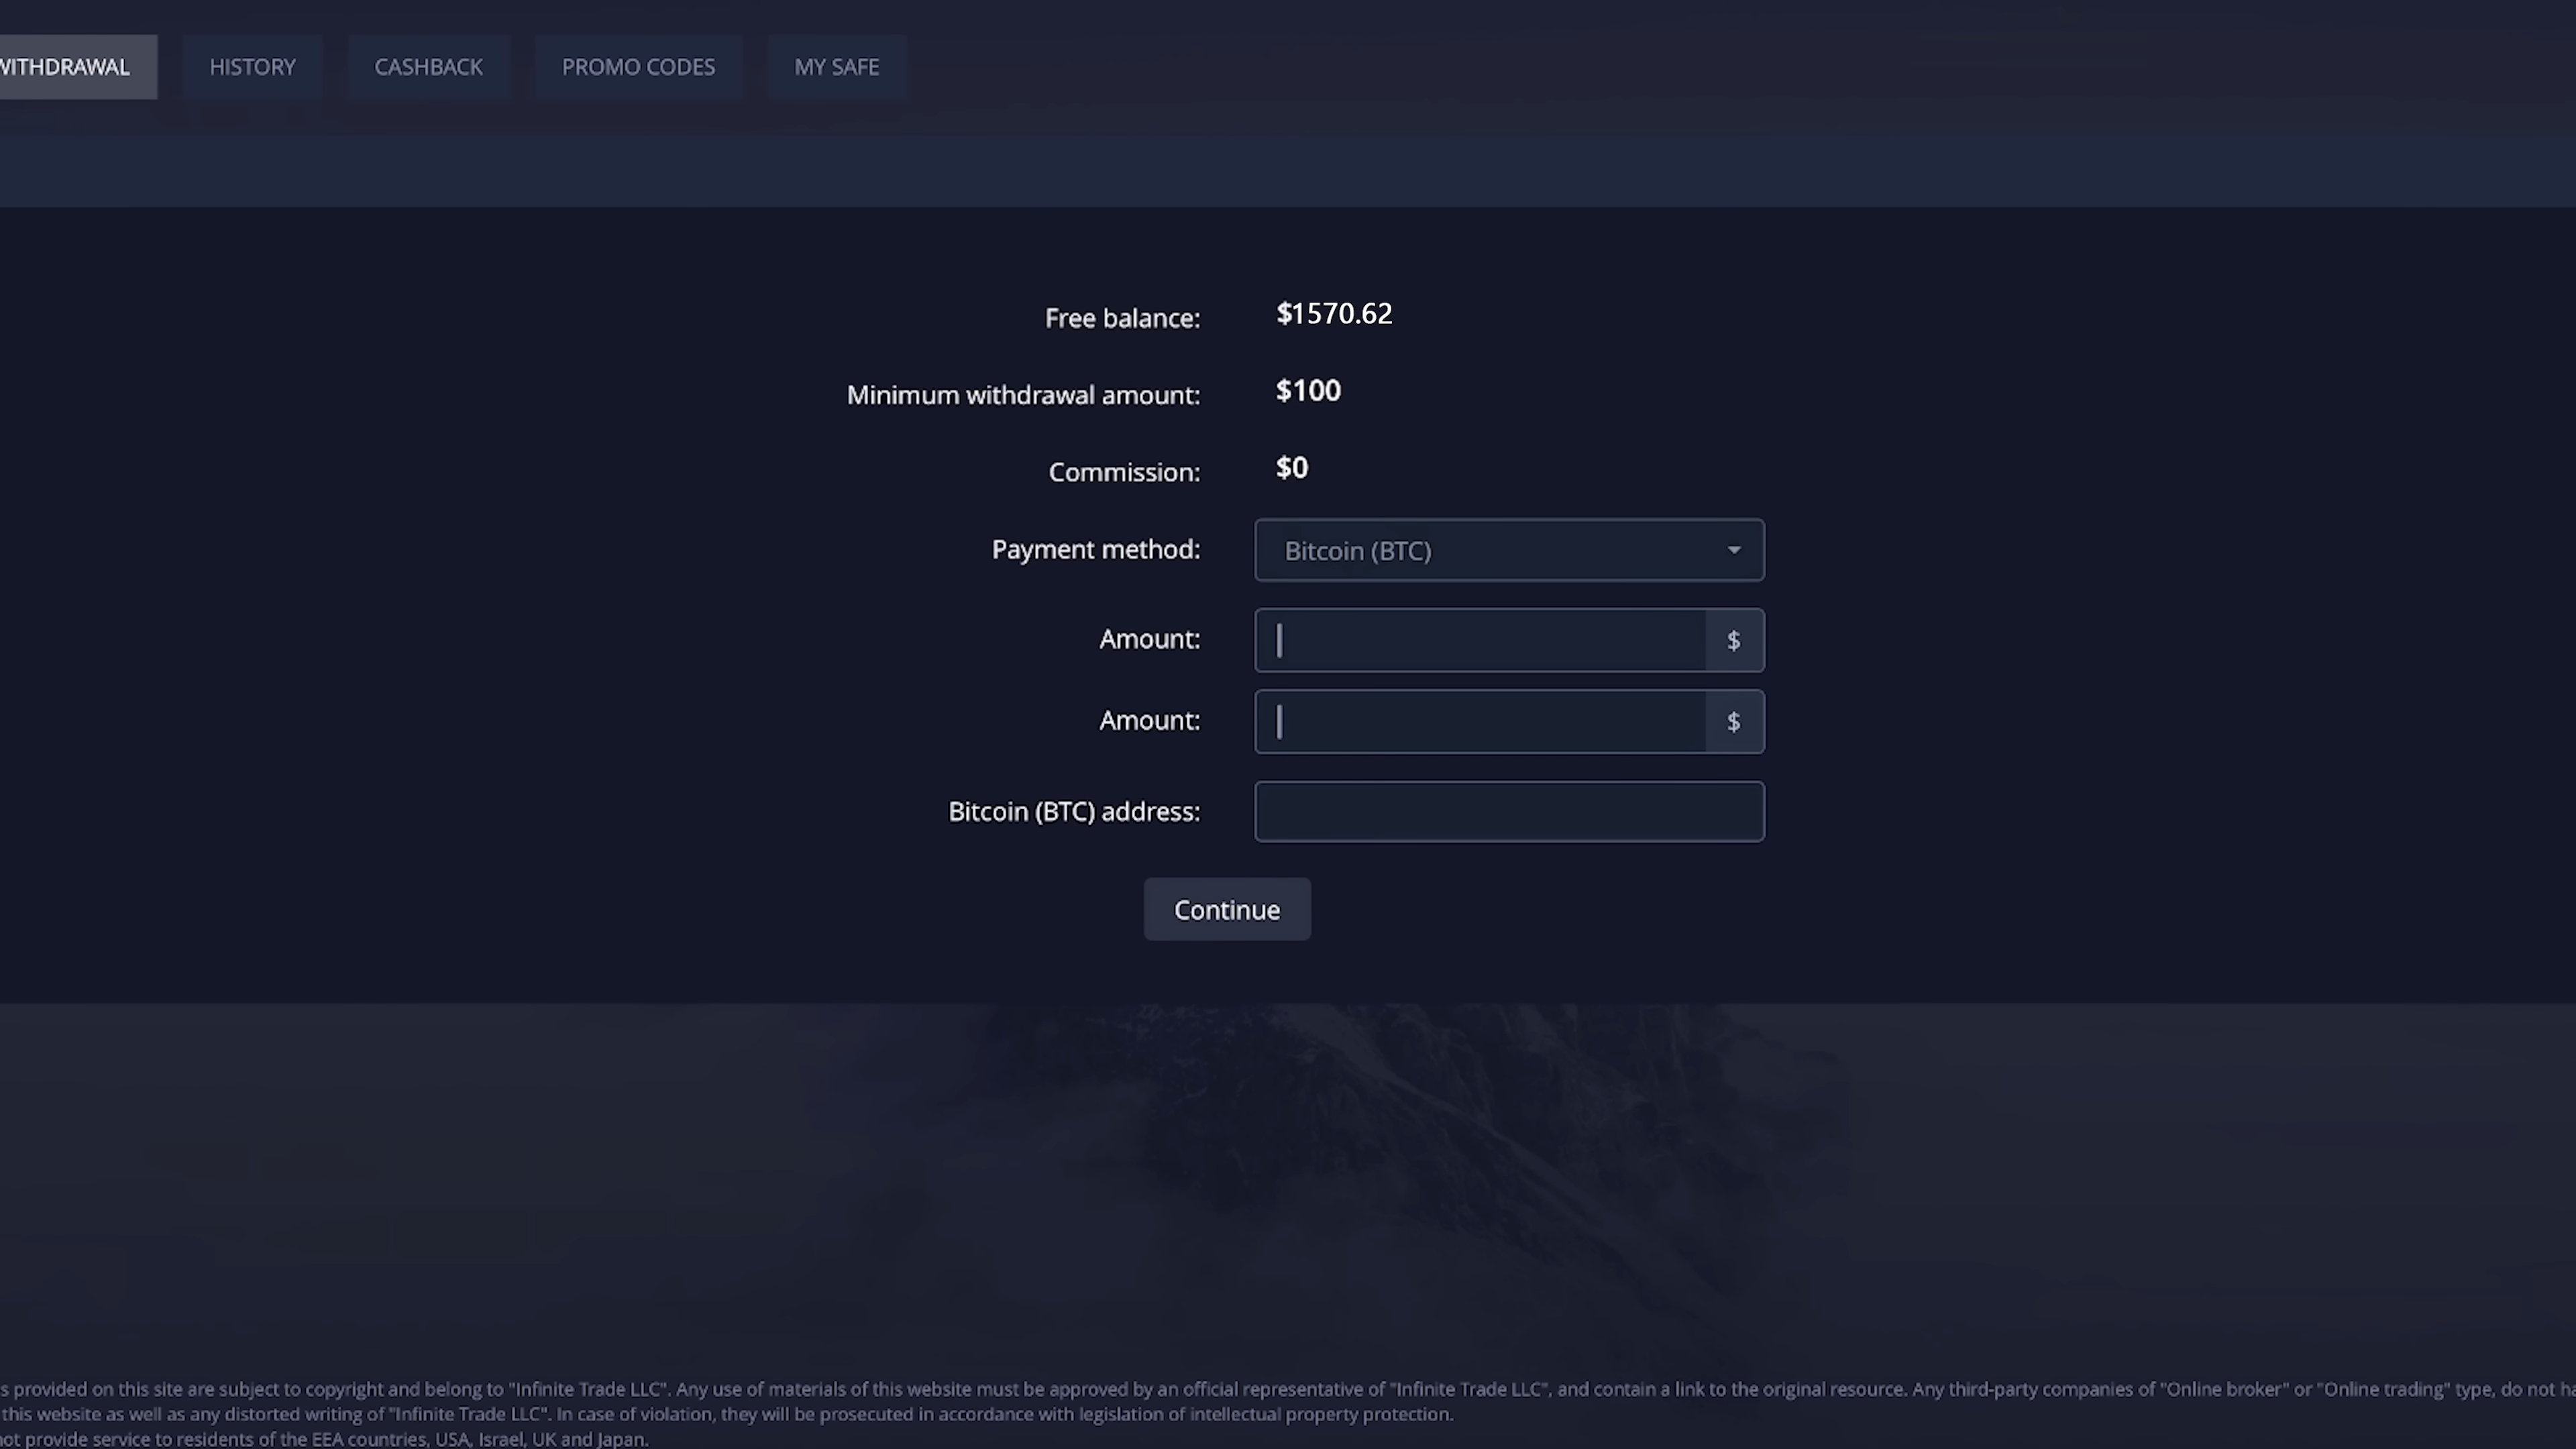 WITHDRAWAL HISTORY CASHBACK PROMO CODES MY SAFE
Free balance: $1570.62
Minimum withdrawal amount: $100
Commission: $0
Payment method: Bitcoin (BTC)
Amount: $
Amount: $
Bitcoin (BTC) address:
Continue
s provided on this site are subject to copyright and belong to "Infinite Trade LLC". Any use of materials of this website must be approved by an official representative of "Infinite Trade LLC", and contain a link to the original resource. Any third-party companies of "Online broker" or "Online trading" type, do not ha
this website as well as any distorted writing of "Infinite Trade LLC". In case of violation, they will be prosecuted in accordance with legislation of intellectual property protection.
not provide service to residents of the EEA countries, USA, Israel, UK and Japan.